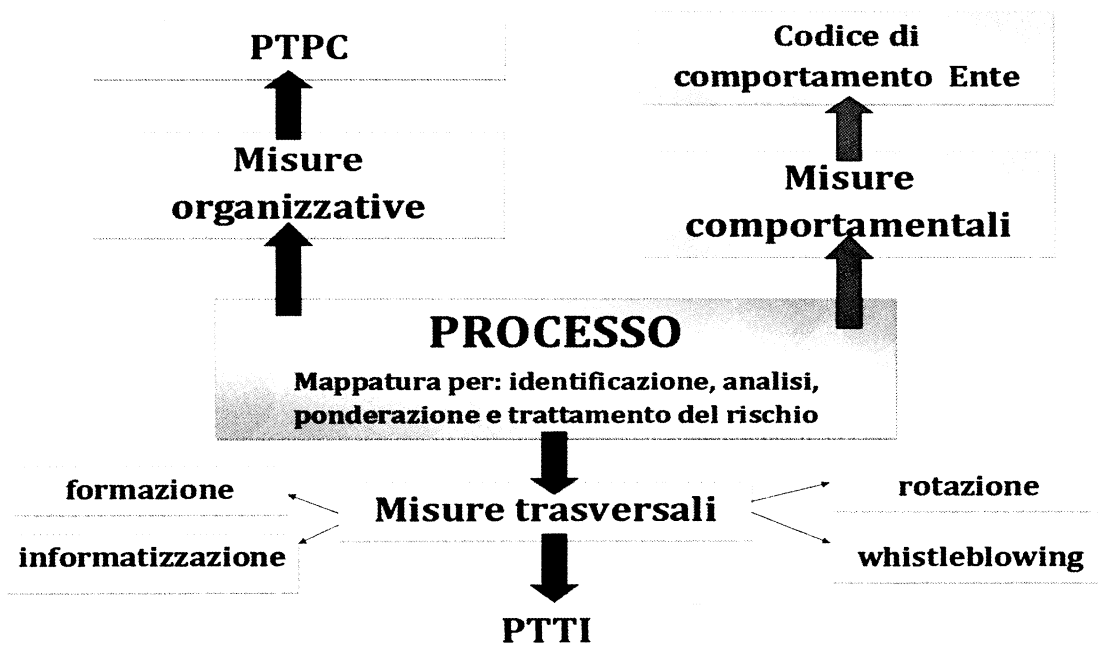 PTPC
Codice di
comportamento Ente
Misure
organizzative
Misure
comportamentali
PROCESSO
Mappatura per: identificazione, analisi,
ponderazione e trattamento del rischio
formazione
Misure trasversali
rotazione
informatizzazione
whistleblowing
PTTI